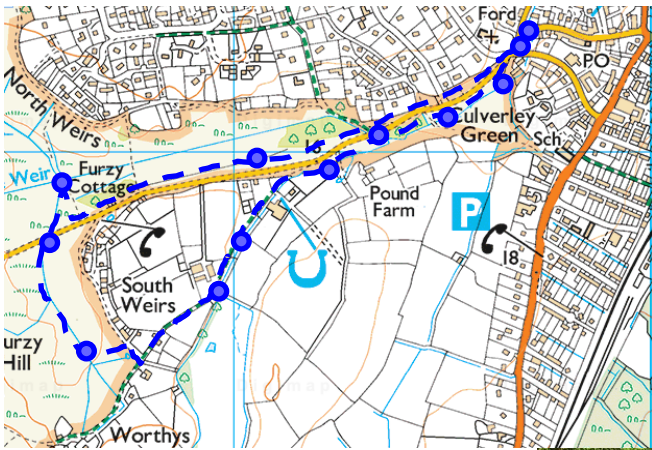 Ford
PO
North Weirs
Culverley
Green
Sch
16
Weir
Furzy
Cottage
Pound
Farm
P
18
South
Weirs
urzy
Hill
Worthys